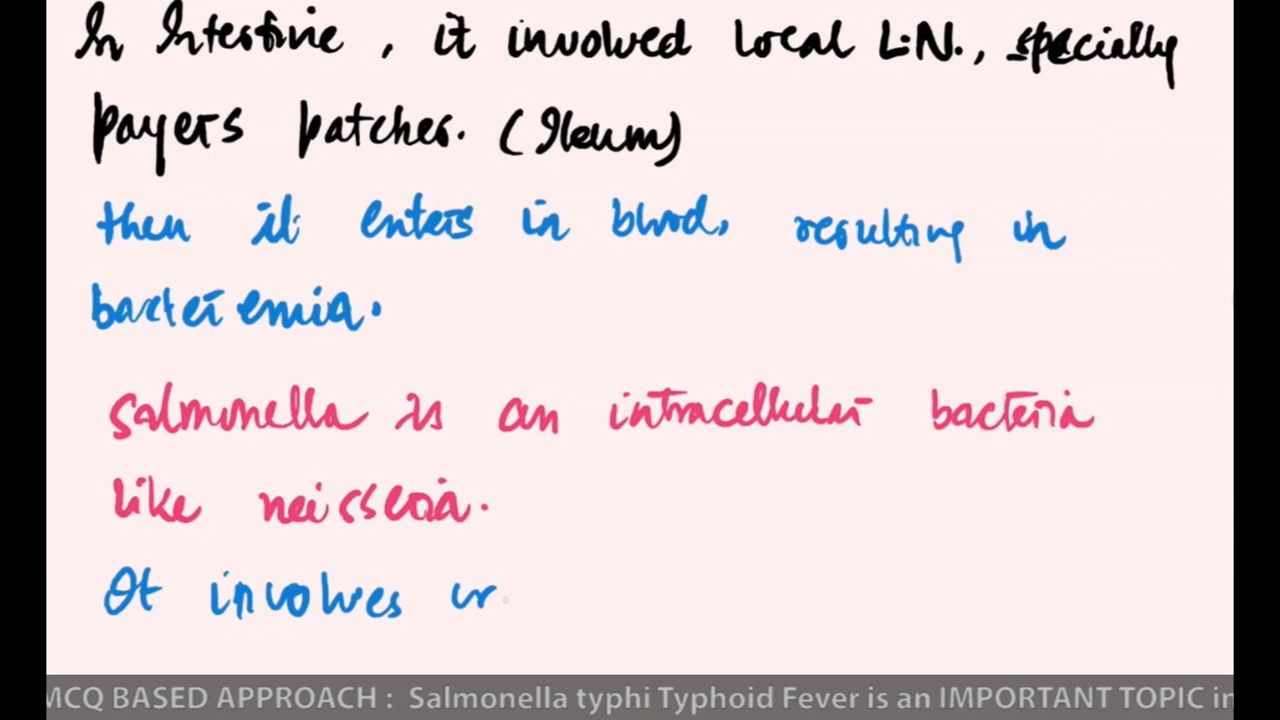 In Intestine, it involved local L.N., specially
payers patches. (Ileum)
then it enters in blood, resulting in
bacteremia.
Salmonella is an intracellular bacteria
like neisseria.
It involves
MCQ BASED APPROACH : Salmonella typhi Typhoid Fever is an IMPORTANT TOPIC in